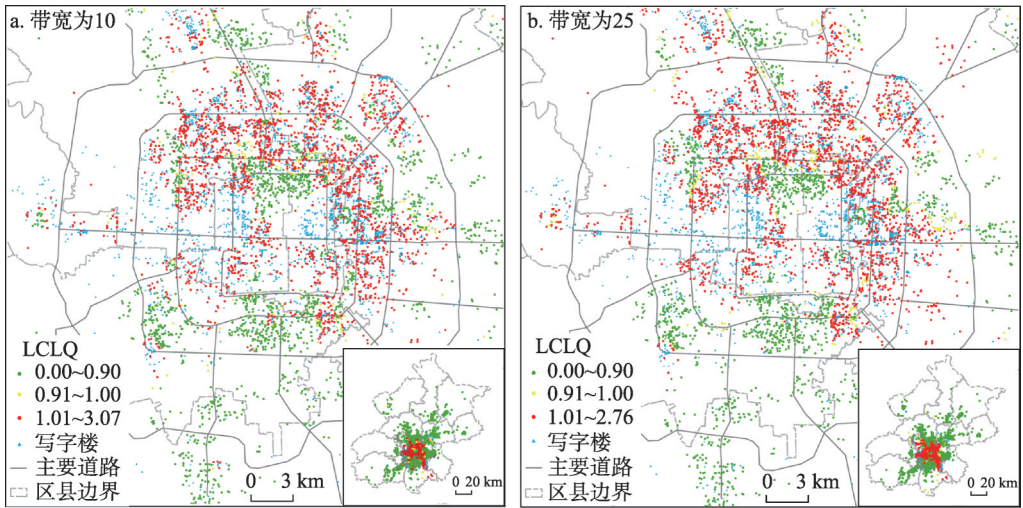 a. 带宽为10
LCLQ
0.00~0.90
0.91~1.00
1.01~3.07
写字楼
主要道路
区县边界
0 3 km
0 20 km
b. 带宽为25
LCLQ
0.00~0.90
0.91~1.00
1.01~2.76
写字楼
主要道路
区县边界
0 3 km
0 20 km